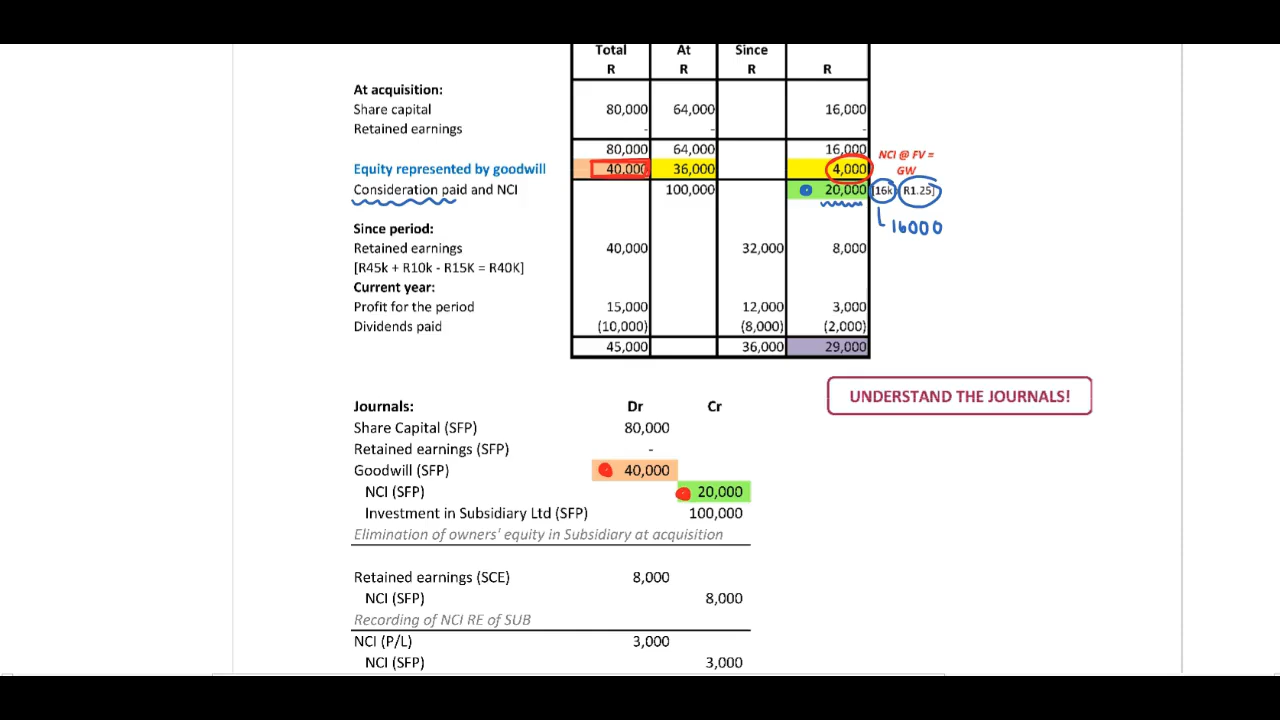 Total At Since
R R R R
At acquisition:
Share capital 80,000 64,000 16,000
Retained earnings - - -
80,000 64,000 16,000
Equity represented by goodwill 40,000 36,000 4,000 NCI @ FV = GW
Consideration paid and NCI 100,000 20,000 [16k R1.25]
16000
Since period:
Retained earnings 40,000 32,000 8,000
[R45k + R10k - R15K = R40K]
Current year:
Profit for the period 15,000 12,000 3,000
Dividends paid (10,000) (8,000) (2,000)
45,000 36,000 29,000
UNDERSTAND THE JOURNALS!
Journals: Dr Cr
Share Capital (SFP) 80,000
Retained earnings (SFP) -
Goodwill (SFP) 40,000
NCI (SFP) 20,000
Investment in Subsidiary Ltd (SFP) 100,000
Elimination of owners' equity in Subsidiary at acquisition
Retained earnings (SCE) 8,000
NCI (SFP) 8,000
Recording of NCI RE of SUB
NCI (P/L) 3,000
NCI (SFP) 3,000